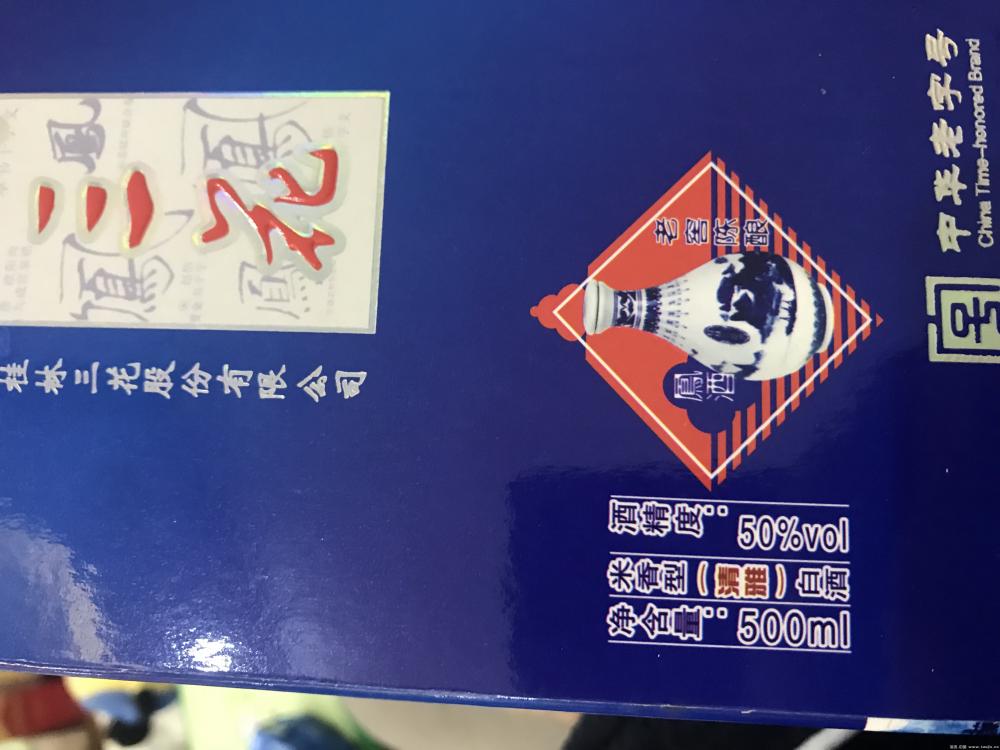 中华老字号
China Time-honored Brand
三花
老窖陈酿
鳳酒
酒精度:50%vol
米香型(清雅)白酒
净含量:500ml
桂林三花股份有限公司